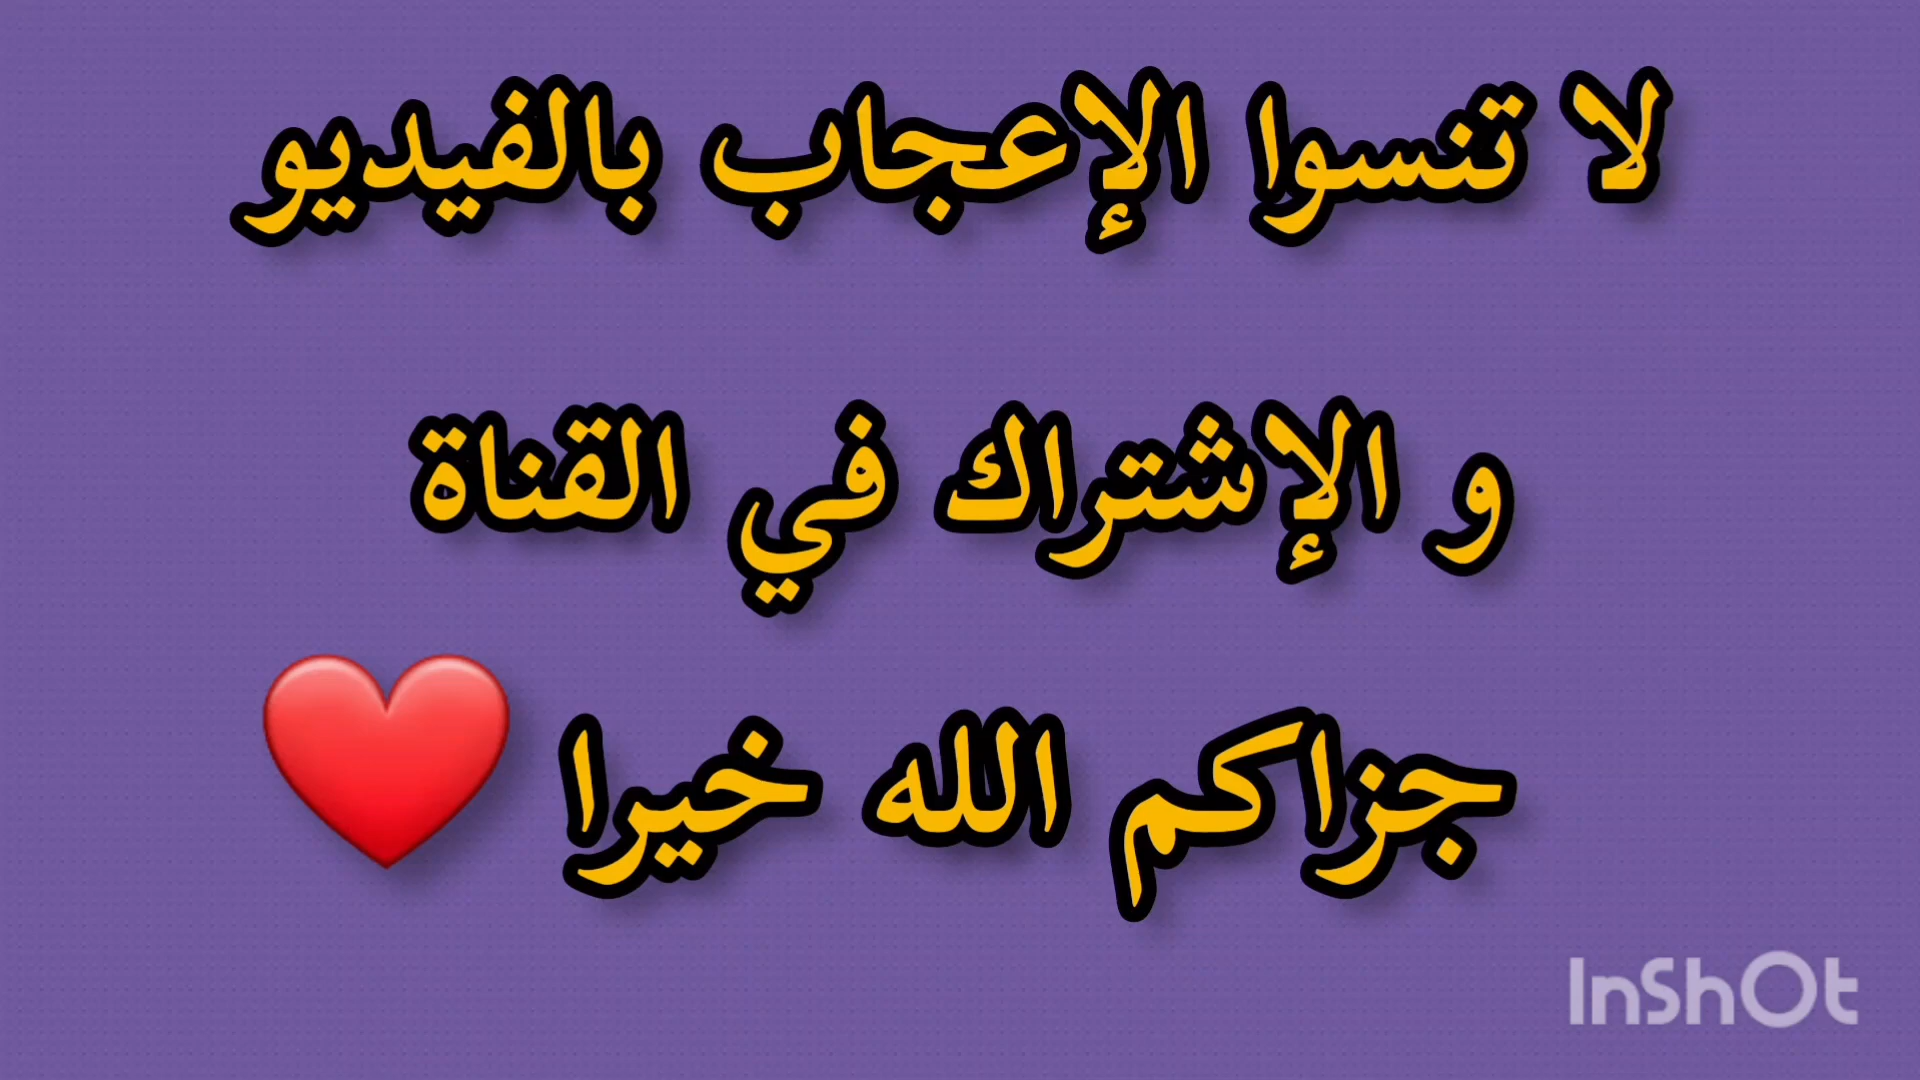 لا تنسوا الإعجاب بالفيديو
و الإشتراك في القناة
جزاكم الله خيرا ❤️
InShOt